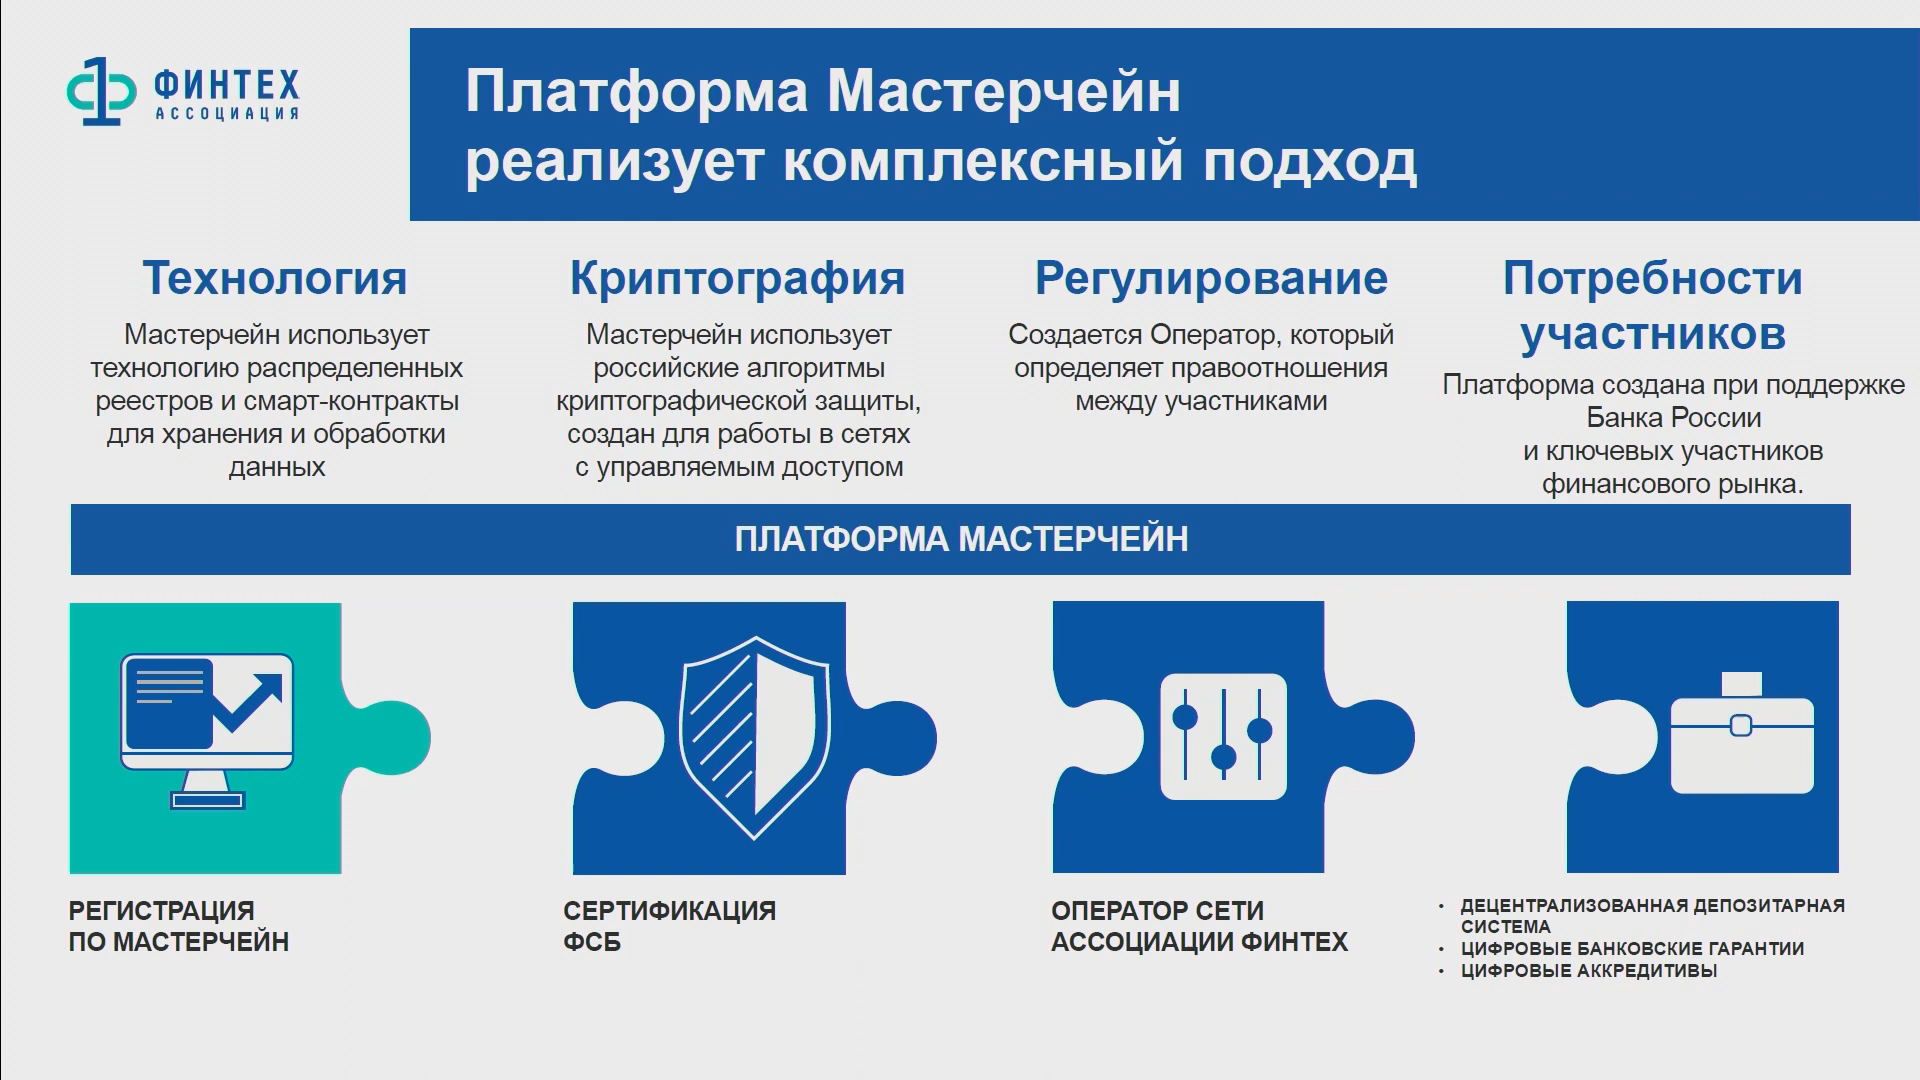 ФИНТЕХ
АССОЦИАЦИЯ
Платформа Мастерчейн
реализует комплексный подход
Технология
Мастерчейн использует
технологию распределенных
реестров и смарт-контракты
для хранения и обработки
данных
Криптография
Мастерчейн использует
российские алгоритмы
криптографической защиты,
создан для работы в сетях
с управляемым доступом
Регулирование
Создается Оператор, который
определяет правоотношения
между участниками
Потребности
участников
Платформа создана при поддержке
Банка России
и ключевых участников
финансового рынка.
ПЛАТФОРМА МАСТЕРЧЕЙН
РЕГИСТРАЦИЯ
ПО МАСТЕРЧЕЙН
СЕРТИФИКАЦИЯ
ФСБ
ОПЕРАТОР СЕТИ
АССОЦИАЦИИ ФИНТЕХ
• ДЕЦЕНТРАЛИЗОВАННАЯ ДЕПОЗИТАРНАЯ
СИСТЕМА
• ЦИФРОВЫЕ БАНКОВСКИЕ ГАРАНТИИ
• ЦИФРОВЫЕ АККРЕДИТИВЫ